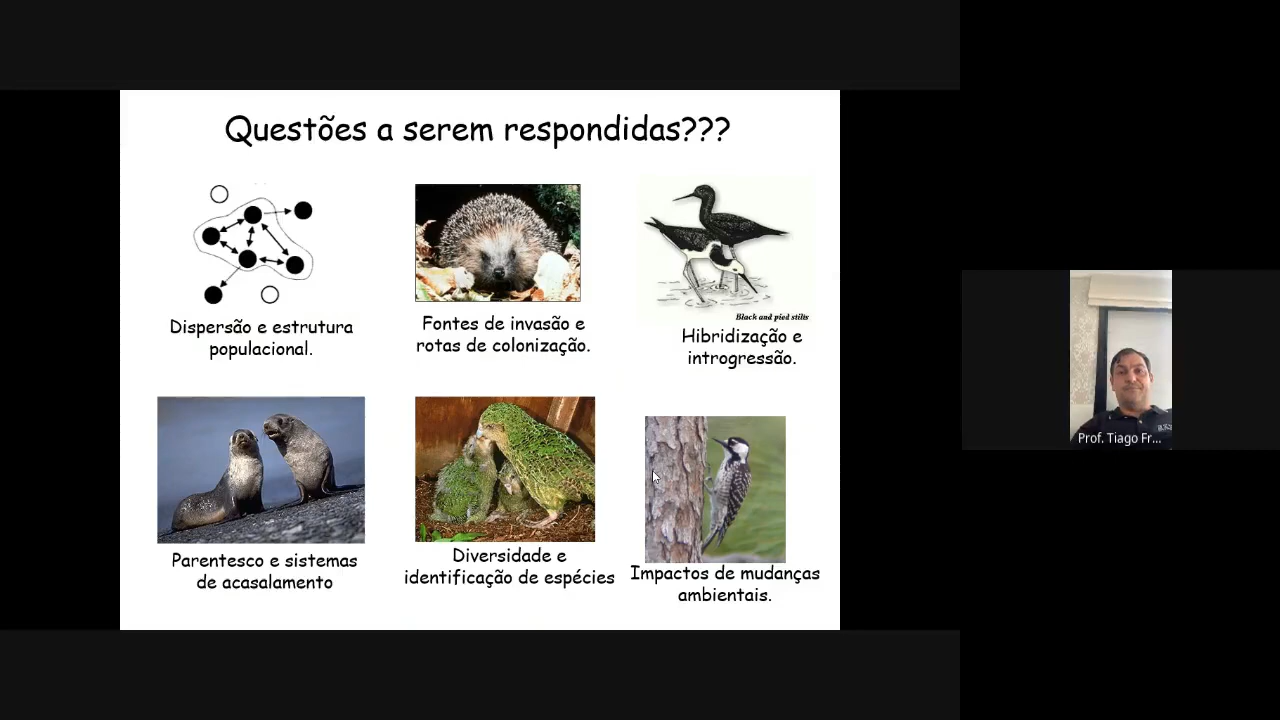 Questões a serem respondidas???
Black and pied stilts
Dispersão e estrutura
populacional.
Fontes de invasão e
rotas de colonização.
Hibridização e
introgressão.
Parentesco e sistemas
de acasalamento
Diversidade e
identificação de espécies
Impactos de mudanças
ambientais.
Prof. Tiago Fr...